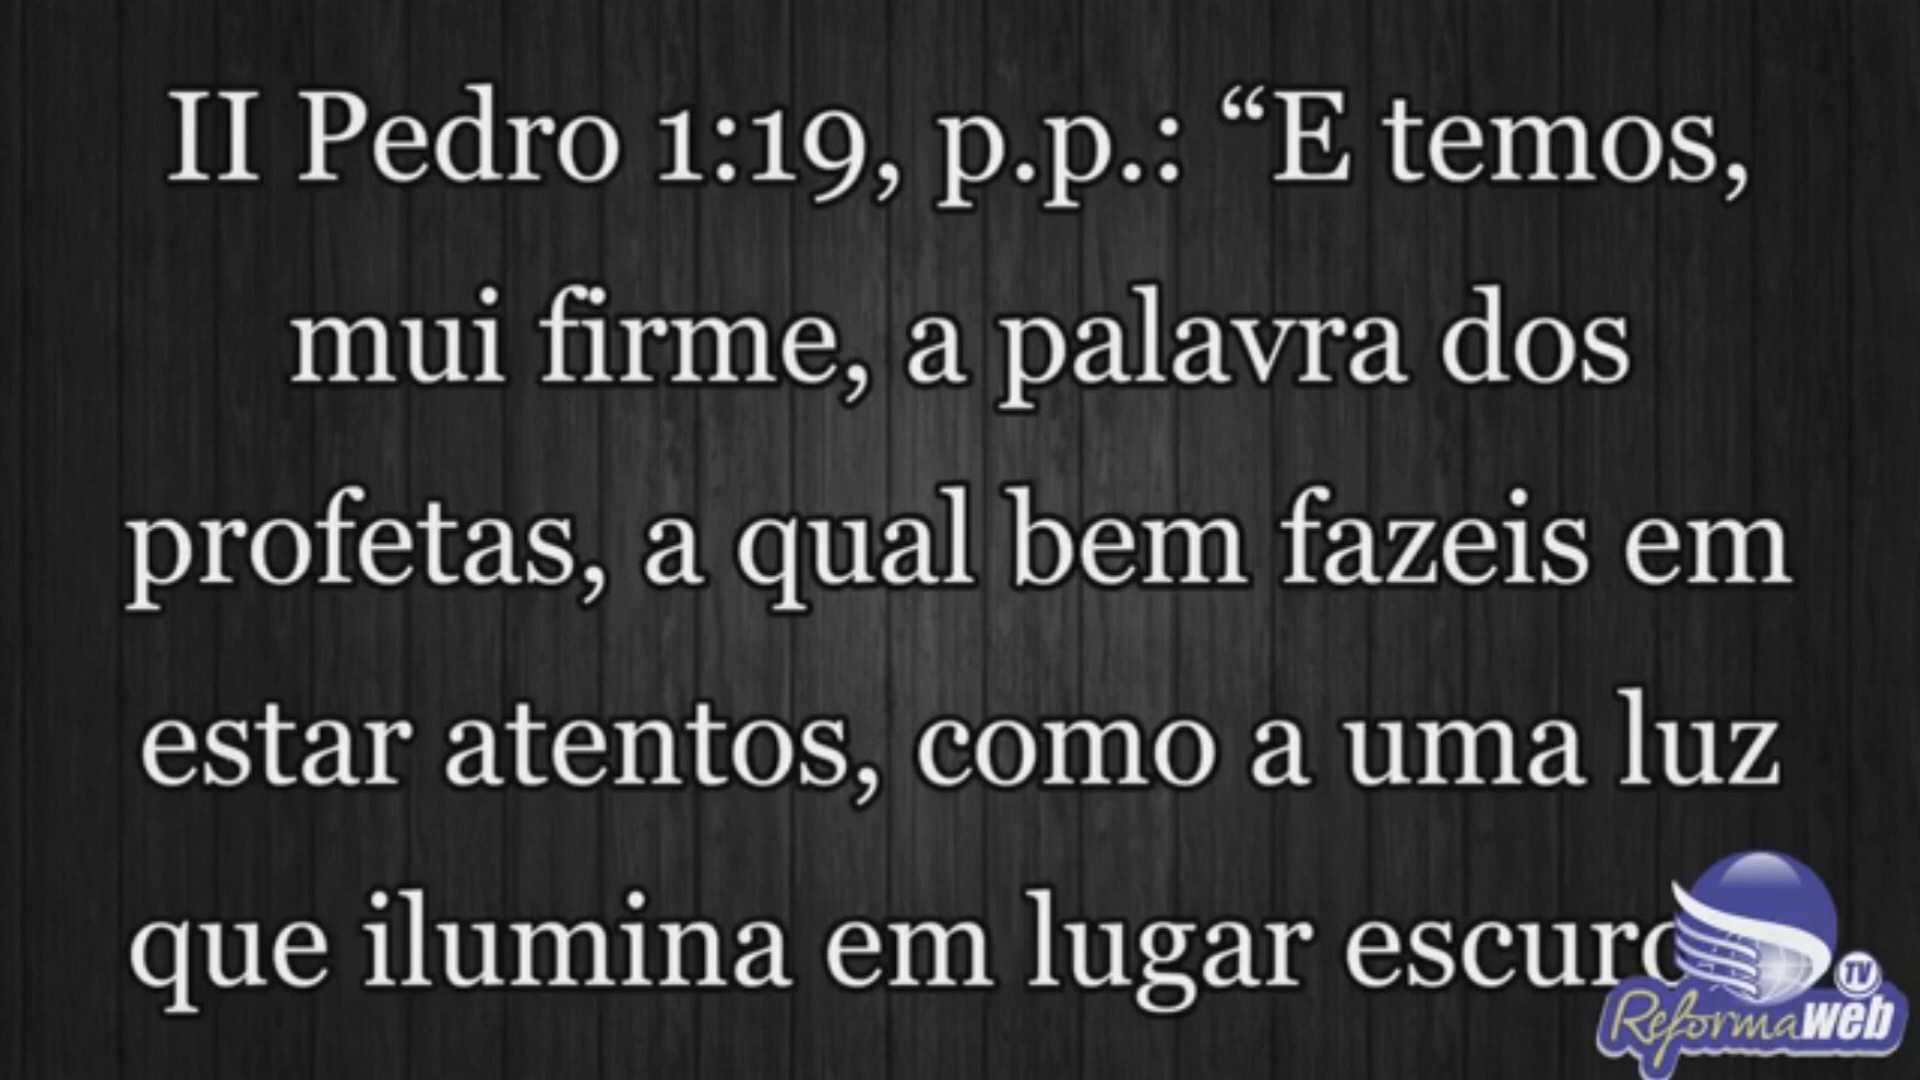 II Pedro 1:19, p.p.: “E temos,
mui firme, a palavra dos
profetas, a qual bem fazeis em
estar atentos, como a uma luz
que ilumina em lugar escuro
TV
Reformaweb